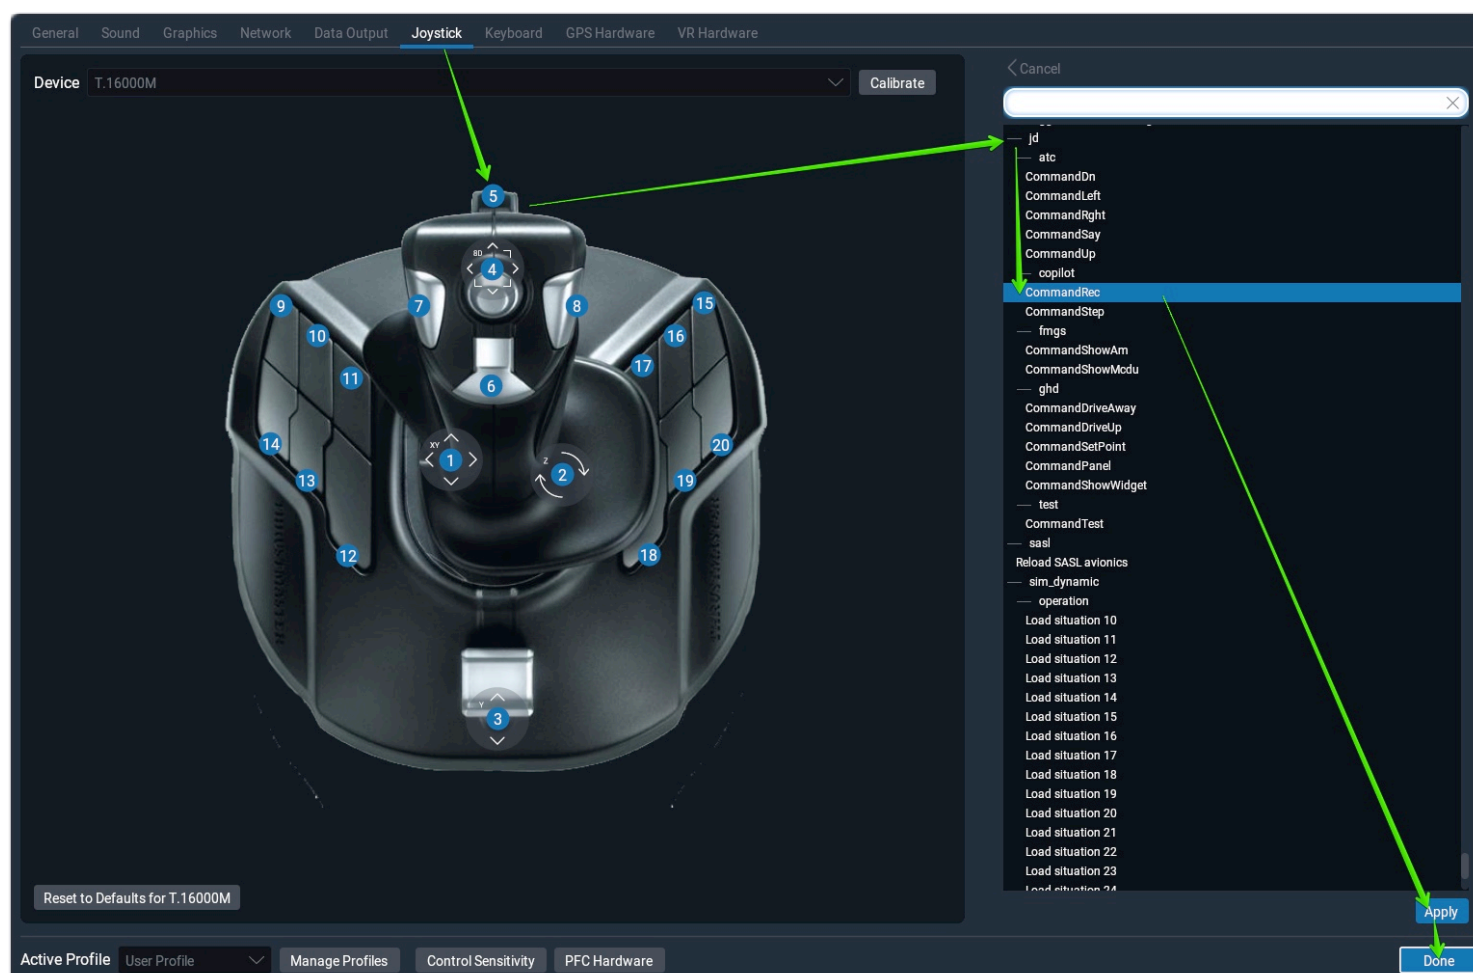 General Sound Graphics Network Data Output Joystick Keyboard GPS Hardware VR Hardware
Device T.16000M Calibrate
5
8D
4
7 8
9 15
10 16
17
11
6
14 XY 20
1 Z
2
13 19
12 18
THRUSTMASTER
Y
3
Reset to Defaults for T.16000M
Cancel
jd
atc
CommandDn
CommandLeft
CommandRght
CommandSay
CommandUp
copilot
CommandRec
CommandStep
fmgs
CommandShowAm
CommandShowMcdu
ghd
CommandDriveAway
CommandDriveUp
CommandSetPoint
CommandPanel
CommandShowWidget
test
CommandTest
sasl
Reload SASL avionics
sim_dynamic
operation
Load situation 10
Load situation 11
Load situation 12
Load situation 13
Load situation 14
Load situation 15
Load situation 16
Load situation 17
Load situation 18
Load situation 19
Load situation 20
Load situation 21
Load situation 22
Load situation 23
Load situation 24
Apply
Active Profile User Profile Manage Profiles Control Sensitivity PFC Hardware Done